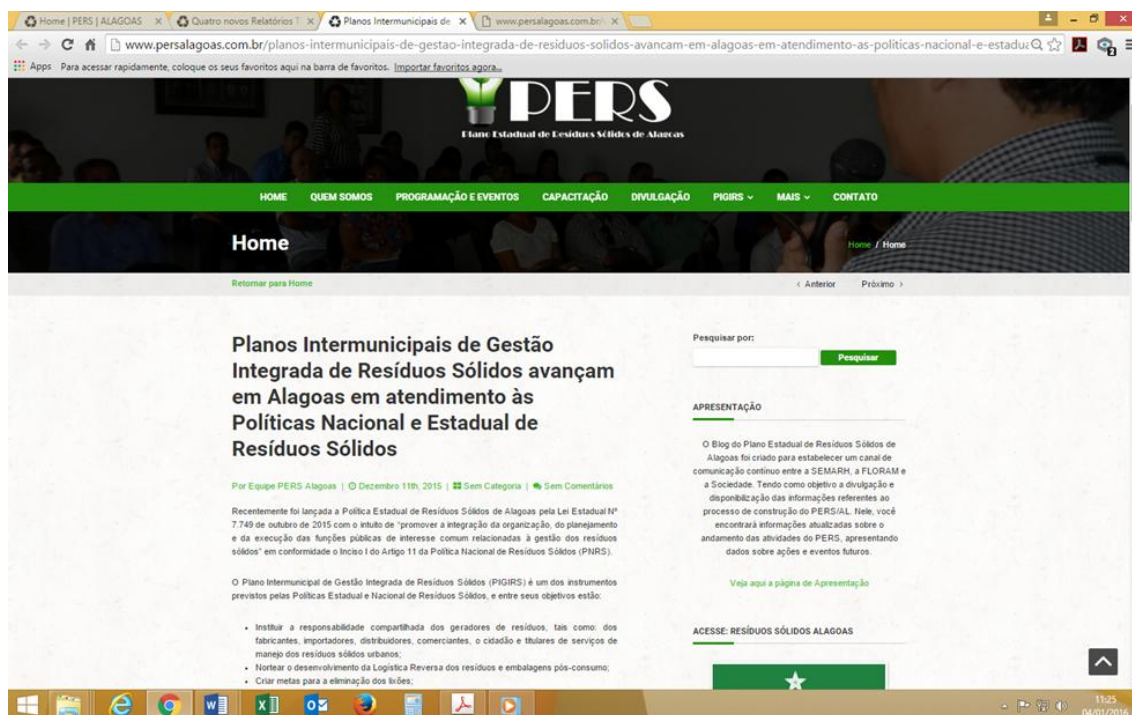 Home | PERS | ALAGOAS
Quatro novos Relatórios T
Planos Intermunicipais de
www.persalagoas.com.br/
www.persalagoas.com.br/planos-intermunicipais-de-gestao-integrada-de-residuos-solidos-avancam-em-alagoas-em-atendimento-as-politicas-nacional-e-estadua
Apps Para acessar rapidamente, coloque os seus favoritos aqui na barra de favoritos. Importar favoritos agora...
PERS
Plano Estadual de Resíduos Sólidos de Alagoas
HOME QUEM SOMOS PROGRAMAÇÃO E EVENTOS CAPACITAÇÃO DIVULGAÇÃO PIGIRS MAIS CONTATO
Home
Home / Home
Retornar para Home
‹ Anterior Próximo ›
Planos Intermunicipais de Gestão
Integrada de Resíduos Sólidos avançam
em Alagoas em atendimento às
Políticas Nacional e Estadual de
Resíduos Sólidos
Por Equipe PERS Alagoas | Dezembro 11th, 2015 | Sem Categoria | Sem Comentários
Recentemente foi lançada a Política Estadual de Resíduos Sólidos de Alagoas pela Lei Estadual Nº
7.749 de outubro de 2015 com o intuito de “promover a integração da organização, do planejamento
e da execução das funções públicas de interesse comum relacionadas à gestão dos resíduos
sólidos” em conformidade o Inciso I do Artigo 11 da Política Nacional de Resíduos Sólidos (PNRS).
O Plano Intermunicipal de Gestão Integrada de Resíduos Sólidos (PIGIRS) é um dos instrumentos
previstos pelas Políticas Estadual e Nacional de Resíduos Sólidos, e entre seus objetivos estão:
• Instituir a responsabilidade compartilhada dos geradores de resíduos, tais como: dos
fabricantes, importadores, distribuidores, comerciantes, o cidadão e titulares de serviços de
manejo dos resíduos sólidos urbanos;
• Nortear o desenvolvimento da Logística Reversa dos resíduos e embalagens pós-consumo;
• Criar metas para a eliminação dos lixões;
Pesquisar por:
Pesquisar
APRESENTAÇÃO
O Blog do Plano Estadual de Resíduos Sólidos de
Alagoas foi criado para estabelecer um canal de
comunicação contínuo entre a SEMARH, a FLORAM e
a Sociedade. Tendo como objetivo a divulgação e
disponibilização das informações referentes ao
processo de construção do PERS/AL. Nele, você
encontrará informações atualizadas sobre o
andamento das atividades do PERS, apresentando
dados sobre ações e eventos futuros.
Veja aqui a página de Apresentação
ACESSE: RESÍDUOS SÓLIDOS ALAGOAS
11:25
04/01/2016